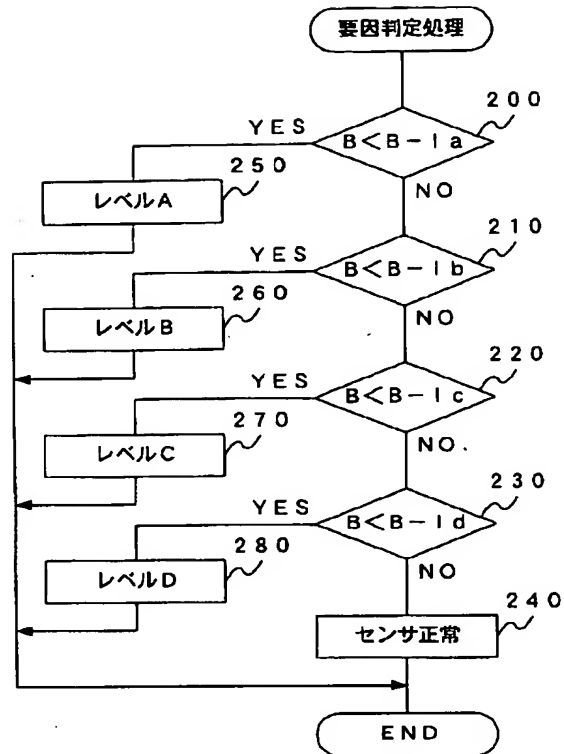 要因判定処理
200
YES
B<B-Ia
250
NO
レベルA
210
YES
B<B-Ib
260
NO
レベルB
220
YES
B<B-Ic
270
NO.
レベルC
230
YES
B<B-Id
280
NO
レベルD
240
センサ正常
END